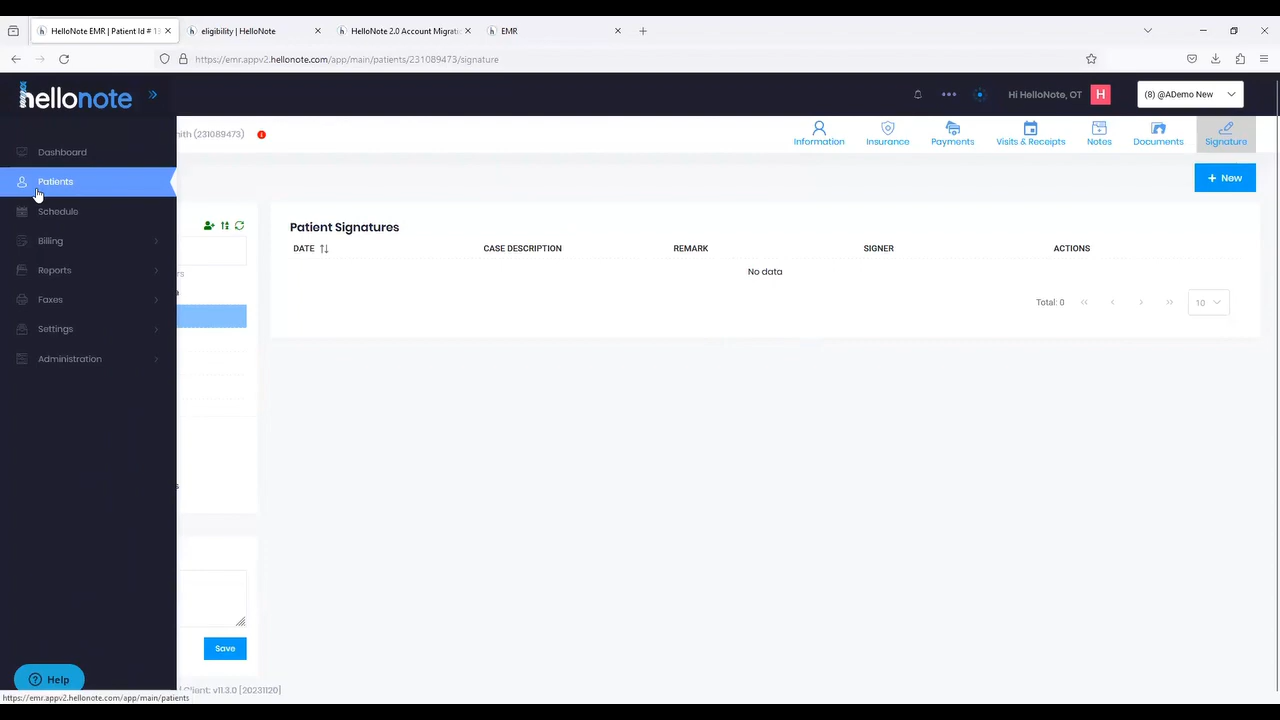 HelloNote EMR | Patient Id # 13
eligibility | HelloNote
HelloNote 2.0 Account Migrati
EMR
https://emr.appv2.hellonote.com/app/main/patients/231089473/signature
hellonote
Hi HelloNote, OT
H
(8) @ADemo New
Dashboard
Patients
Schedule
Billing
Reports
Faxes
Settings
Administration
Help
mith (231089473)
Information
Insurance
Payments
Visits & Receipts
Notes
Documents
Signature
+ New
rs
a
s
Save
Patient Signatures
DATE
CASE DESCRIPTION
REMARK
SIGNER
ACTIONS
No data
Total: 0
10
/ Client: v11.3.0 [20231120]
https://emr.appv2.hellonote.com/app/main/patients